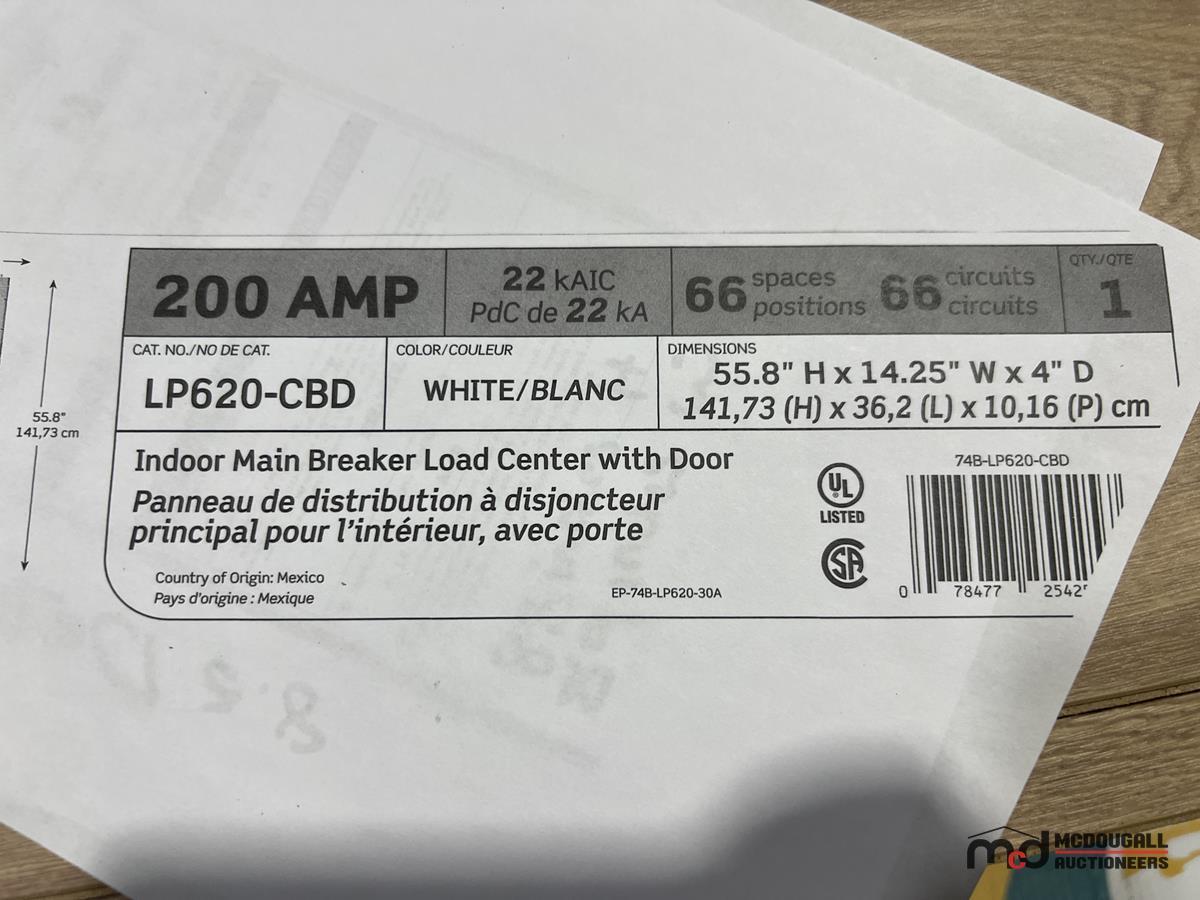 200 AMP
22 kAIC
PdC de 22 kA
66 spaces positions
66 circuits circuits
QTY./QTE
1
CAT. NO./NO DE CAT.
LP620-CBD
COLOR/COULEUR
WHITE/BLANC
DIMENSIONS
55.8" H x 14.25" W x 4" D
141,73 (H) x 36,2 (L) x 10,16 (P) cm
55.8"
141,73 cm
Indoor Main Breaker Load Center with Door
Panneau de distribution à disjoncteur
principal pour l'intérieur, avec porte
Country of Origin: Mexico
Pays d'origine : Mexique
EP-74B-LP620-30A
UL
LISTED
SA
74B-LP620-CBD
0 78477 2542
mcd MCDOUGALL
AUCTIONEERS